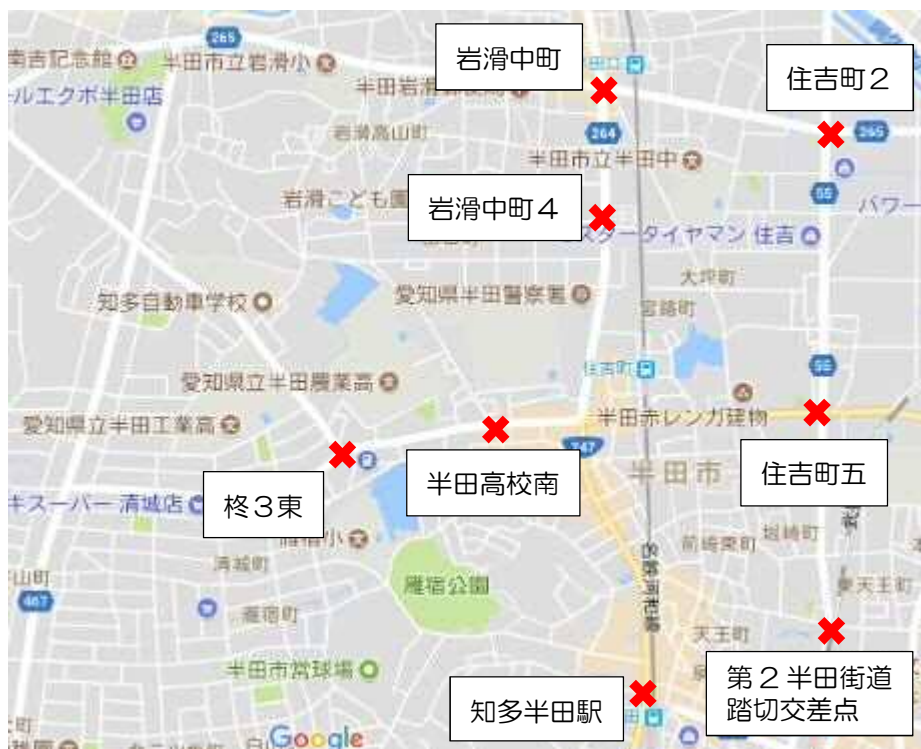 265
岩滑中町
南吉記念館
半田市立岩滑小
住吉町2
半田岩滑
ールエクボ半田店
岩滑高山町
264
265
半田市立半田中
岩滑こども園
55
パワー
岩滑中町4
スタータイヤマン 住吉
大坪町
知多自動車学校
愛知県半田警察署
宮路町
住吉町
55
愛知県立半田農業高
愛知県立半田工業高
半田赤レンガ建物
247
柊3東
半田高校南
半田市
住吉町五
キスーパー 清城店
雁宿小
前崎東町
堀崎町
清城町
山町
467
雁宿公園
名鉄河和線
東天王町
雁宿町
天王町
半田市営球場
知多半田駅
第2半田街道
踏切交差点
Google